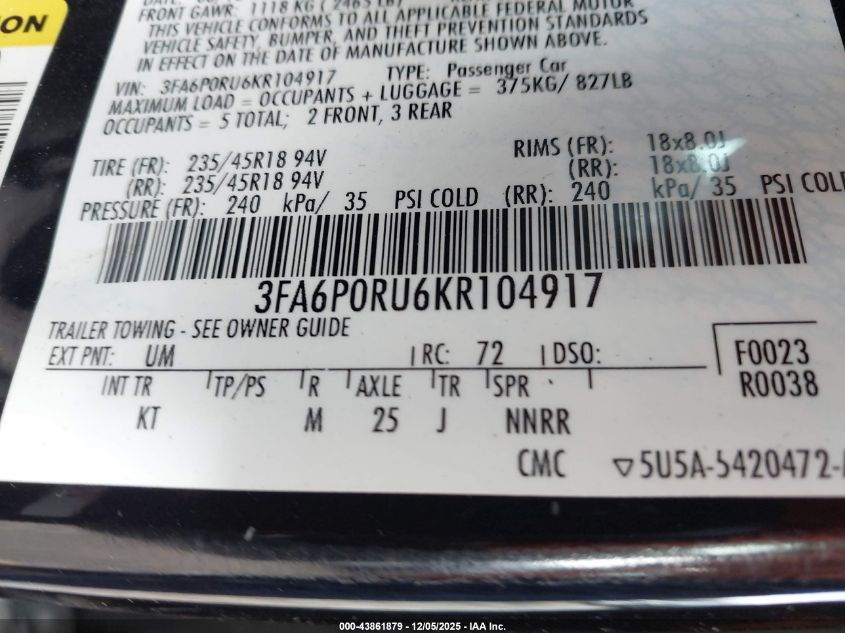 ION
FRONT GAWR: 1118 KG ( 2465 LB)
THIS VEHICLE CONFORMS TO ALL APPLICABLE FEDERAL MOTOR
VEHICLE SAFETY, BUMPER, AND THEFT PREVENTION STANDARDS
IN EFFECT ON THE DATE OF MANUFACTURE SHOWN ABOVE.
VIN: 3FA6P0RU6KR104917 TYPE: Passenger Car
MAXIMUM LOAD = OCCUPANTS + LUGGAGE = 375KG/ 827LB
OCCUPANTS = 5 TOTAL; 2 FRONT, 3 REAR
TIRE (FR): 235/45R18 94V RIMS (FR): 18x8.0J
(RR): 235/45R18 94V (RR): 18x8.0J
PRESSURE (FR): 240 kPa/ 35 PSI COLD (RR): 240 kPa/ 35 PSI COLD
3FA6P0RU6KR104917
TRAILER TOWING - SEE OWNER GUIDE
EXT PNT: UM RC: 72 DSO: F0023
INT TR TP/PS R AXLE TR SPR R0038
KT M 25 J NNRR
CMC ▽5U5A-5420472-
000-43861879 | 12/05/2025 - IAA Inc.